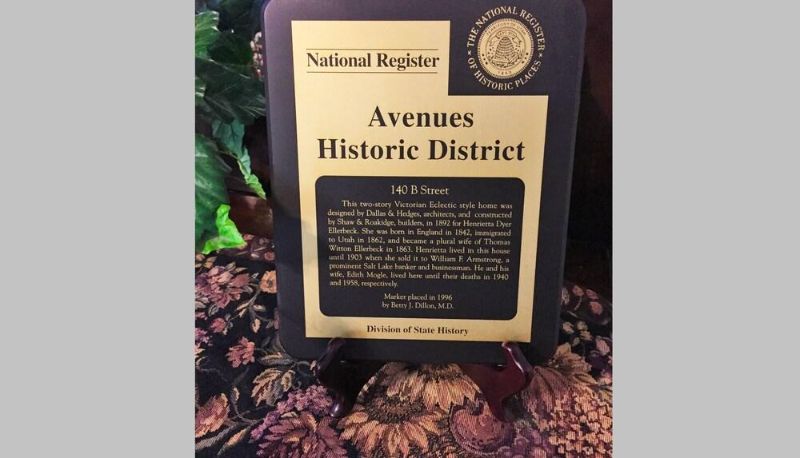 THE NATIONAL REGISTER
OF HISTORIC PLACES
National Register
Avenues
Historic District
140 B Street
This two-story Victorian Eclectic style home was
designed by Dallas & Hedges, architects, and constructed
by Shaw & Roakidge, builders, in 1892 for Henrietta Dyer
Ellerbeck. She was born in England in 1842, immigrated
to Utah in 1862, and became a plural wife of Thomas
Witton Ellerbeck in 1863. Henrietta lived in this house
until 1903 when she sold it to William F. Armstrong, a
prominent Salt Lake banker and businessman. He and his
wife, Edith Mogle, lived here until their deaths in 1940
and 1958, respectively.
Marker placed in 1996
by Betty J. Dillon, M.D.
Division of State History